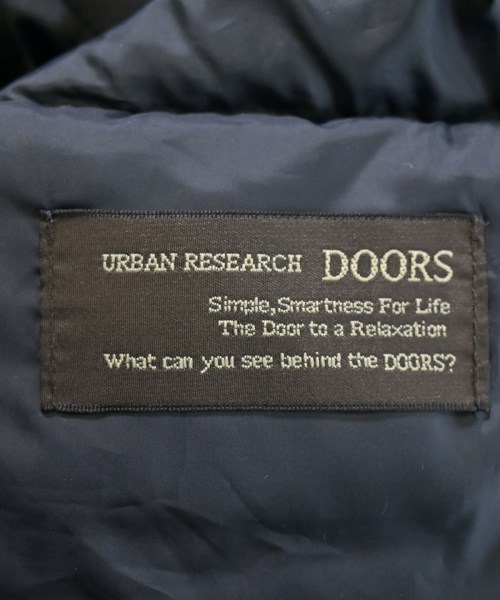 URBAN RESEARCH DOORS
Simple,Smartness For Life
The Door to a Relaxation
What can you see behind the DOORS?